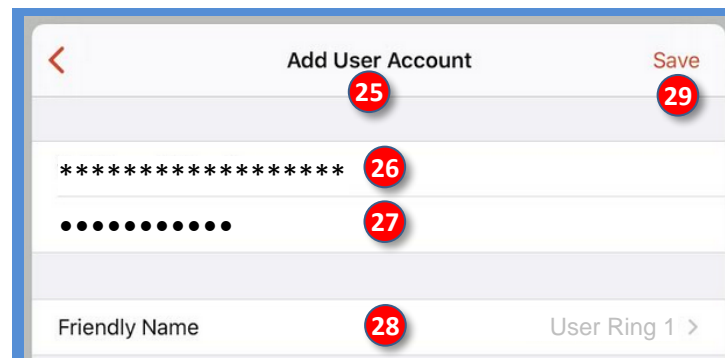 Add User Account Save
25 29
****************** 26
●●●●●●●●●●● 27
Friendly Name 28 User Ring 1 >